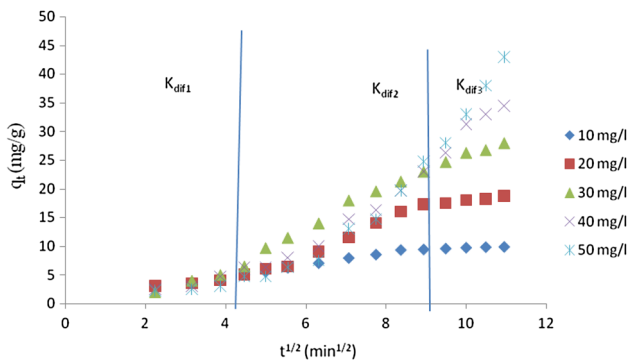 50
45
40
35
30
25
20
15
10
5
0
qt (mg/g)
Kdif1
Kdif2
Kdif3
10 mg/l
20 mg/l
30 mg/l
40 mg/l
50 mg/l
0 2 4 6 8 10 12
t1/2 (min1/2)